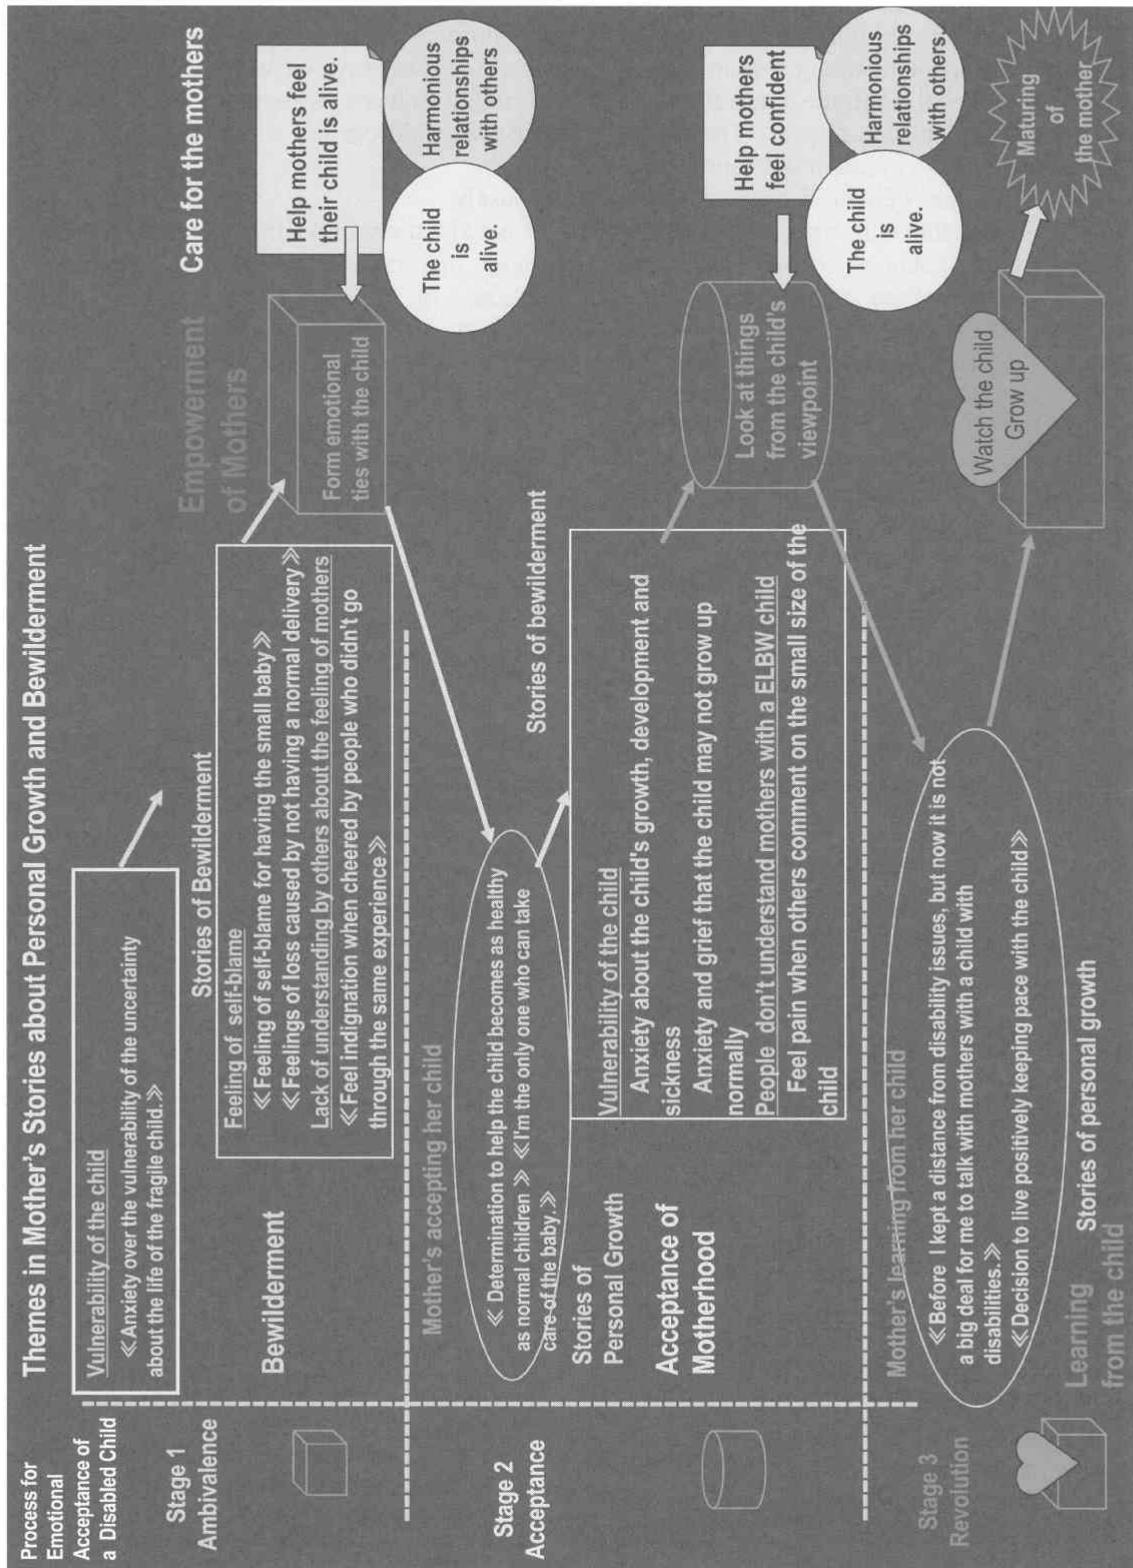 Process for
Emotional
Acceptance of
a Disabled Child
Themes in Mother's Stories about Personal Growth and Bewilderment
Stage 1
Ambivalence
Vulnerability of the child
≪Anxiety over the vulnerability of the uncertainty
about the life of the fragile child.≫
Bewilderment
Stories of Bewilderment
Feeling of self-blame
≪Feeling of self-blame for having the small baby≫
≪Feelings of loss caused by not having a normal delivery≫
Lack of understanding by others about the feeling of mothers
≪Feel indignation when cheered by people who didn't go
through the same experience≫
Empowerment
of Mothers
Form emotional
ties with the child
Care for the mothers
Help mothers feel
their child is alive.
The child
is
alive.
Harmonious
relationships
with others
Stage 2
Acceptance
Mother's accepting her child
≪ Determination to help the child becomes as healthy
as normal children≫ ≪I'm the only one who can take
care of the baby.≫
Stories of
Personal Growth
Acceptance of
Motherhood
Stories of bewilderment
Vulnerability of the child
Anxiety about the child's growth, development and
sickness
Anxiety and grief that the child may not grow up
normally
People don't understand mothers with a ELBW child
Feel pain when others comment on the small size of the
child
Look at things
from the child's
viewpoint
Help mothers
feel confident
The child
is
alive.
Harmonious
relationships
with others.
Stage 3
Revolution
Mother's learning from her child
≪Before I kept a distance from disability issues, but now it is not
a big deal for me to talk with mothers with a child with
disabilities.≫
≪Decision to live positively keeping pace with the child≫
Learning
from the child
Stories of personal growth
Watch the child
Grow up
Maturing
of
the mother